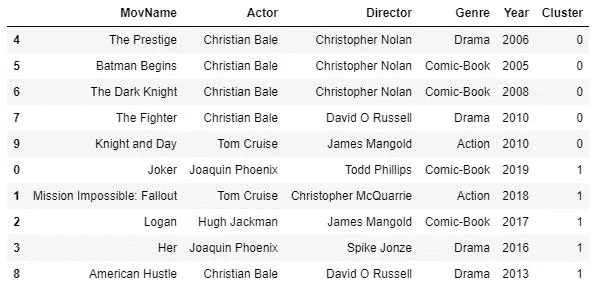 MovName Actor Director Genre Year Cluster
4 The Prestige Christian Bale Christopher Nolan Drama 2006 0
5 Batman Begins Christian Bale Christopher Nolan Comic-Book 2005 0
6 The Dark Knight Christian Bale Christopher Nolan Comic-Book 2008 0
7 The Fighter Christian Bale David O Russell Drama 2010 0
9 Knight and Day Tom Cruise James Mangold Action 2010 0
0 Joker Joaquin Phoenix Todd Phillips Comic-Book 2019 1
1 Mission Impossible: Fallout Tom Cruise Christopher McQuarrie Action 2018 1
2 Logan Hugh Jackman James Mangold Comic-Book 2017 1
3 Her Joaquin Phoenix Spike Jonze Drama 2016 1
8 American Hustle Christian Bale David O Russell Drama 2013 1